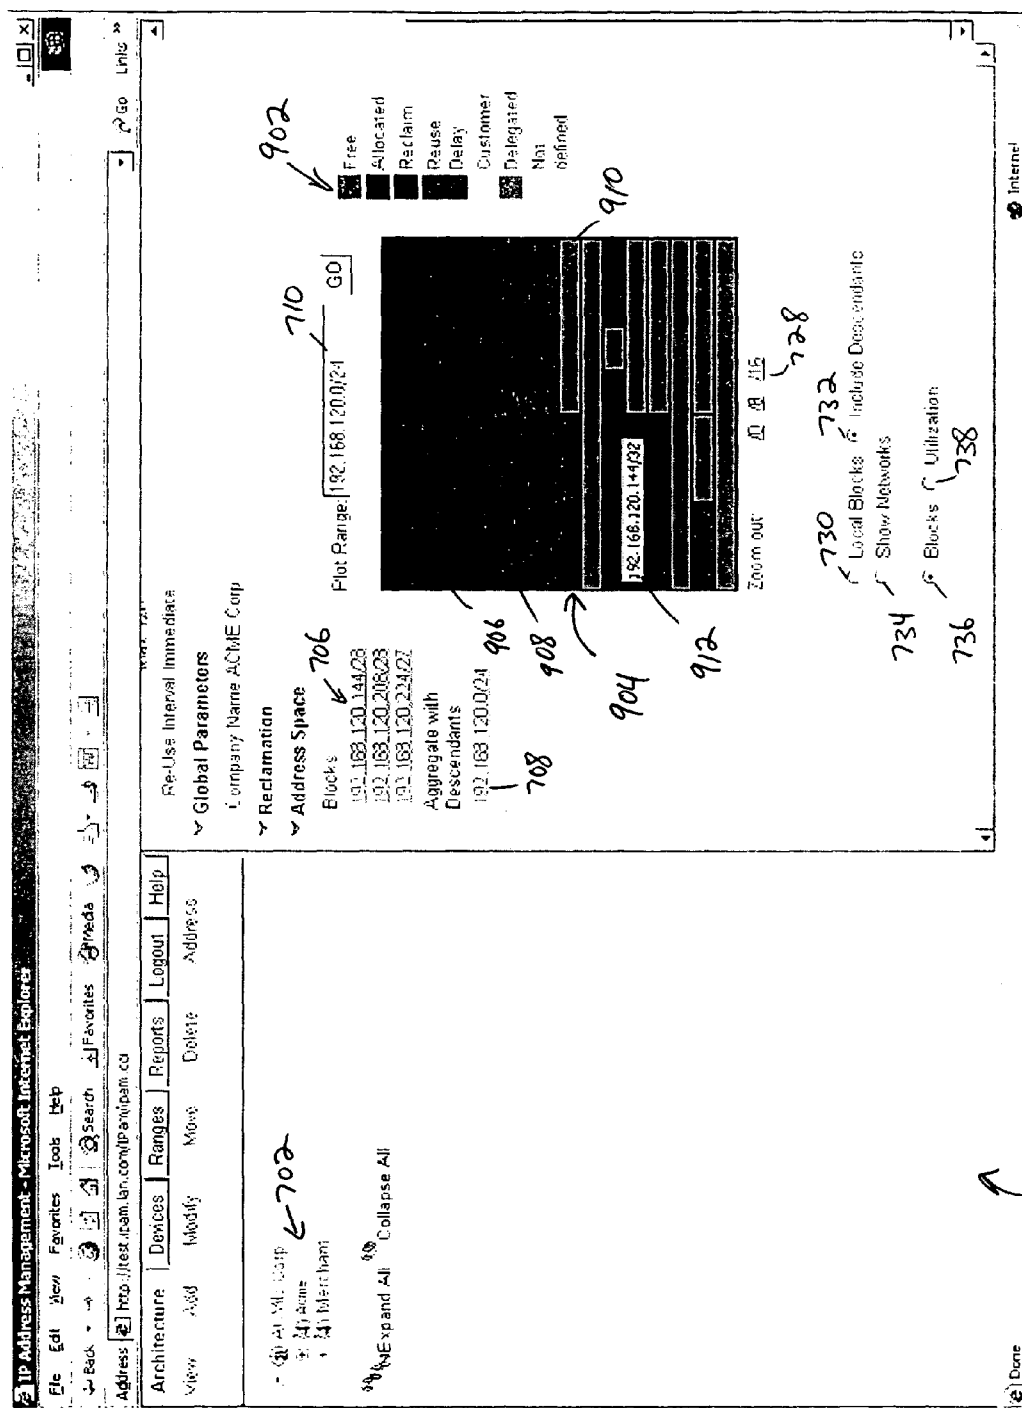 IP Address Management - Microsoft Internet Explorer
File Edit View Favorites Tools Help
Back Search Favorites Media
Address http://test.ipam.lan.com/IPam/ipam.cgi Go Links »
Architecture Devices Ranges Reports Logout Help
View Add Modify Move Delete Address
ACME Corp
Acme
Merchant
702
Expand All Collapse All
Re-Use Interval Immediate
Global Parameters
Company Name ACME Corp
Reclamation
Address Space
Blocks
706
192.168.120.144/28
192.168.120.208/28
192.168.120.224/27
Aggregate with
Descendants
192.168.120.0/24
708
Plot Range: 192.168.120.0/24 GO
710
902
Free
Allocated
Reclaim
Reuse
Delay
Customer
Delegated
Not
defined
906
908
904
912
910
192.168.120.144/32
Zoom out: /0 /8 /16
728
730
732
Local Blocks Include Descendants
734
Show Networks
736
Blocks Utilization
738
Done Internet